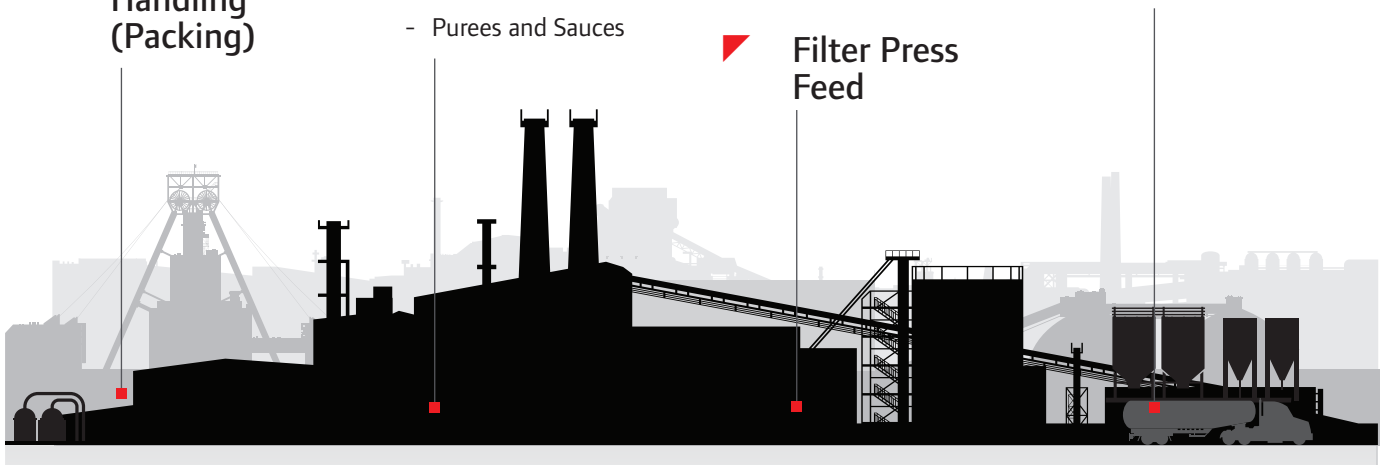 Handling
(Packing)
- Purees and Sauces
Filter Press
Feed